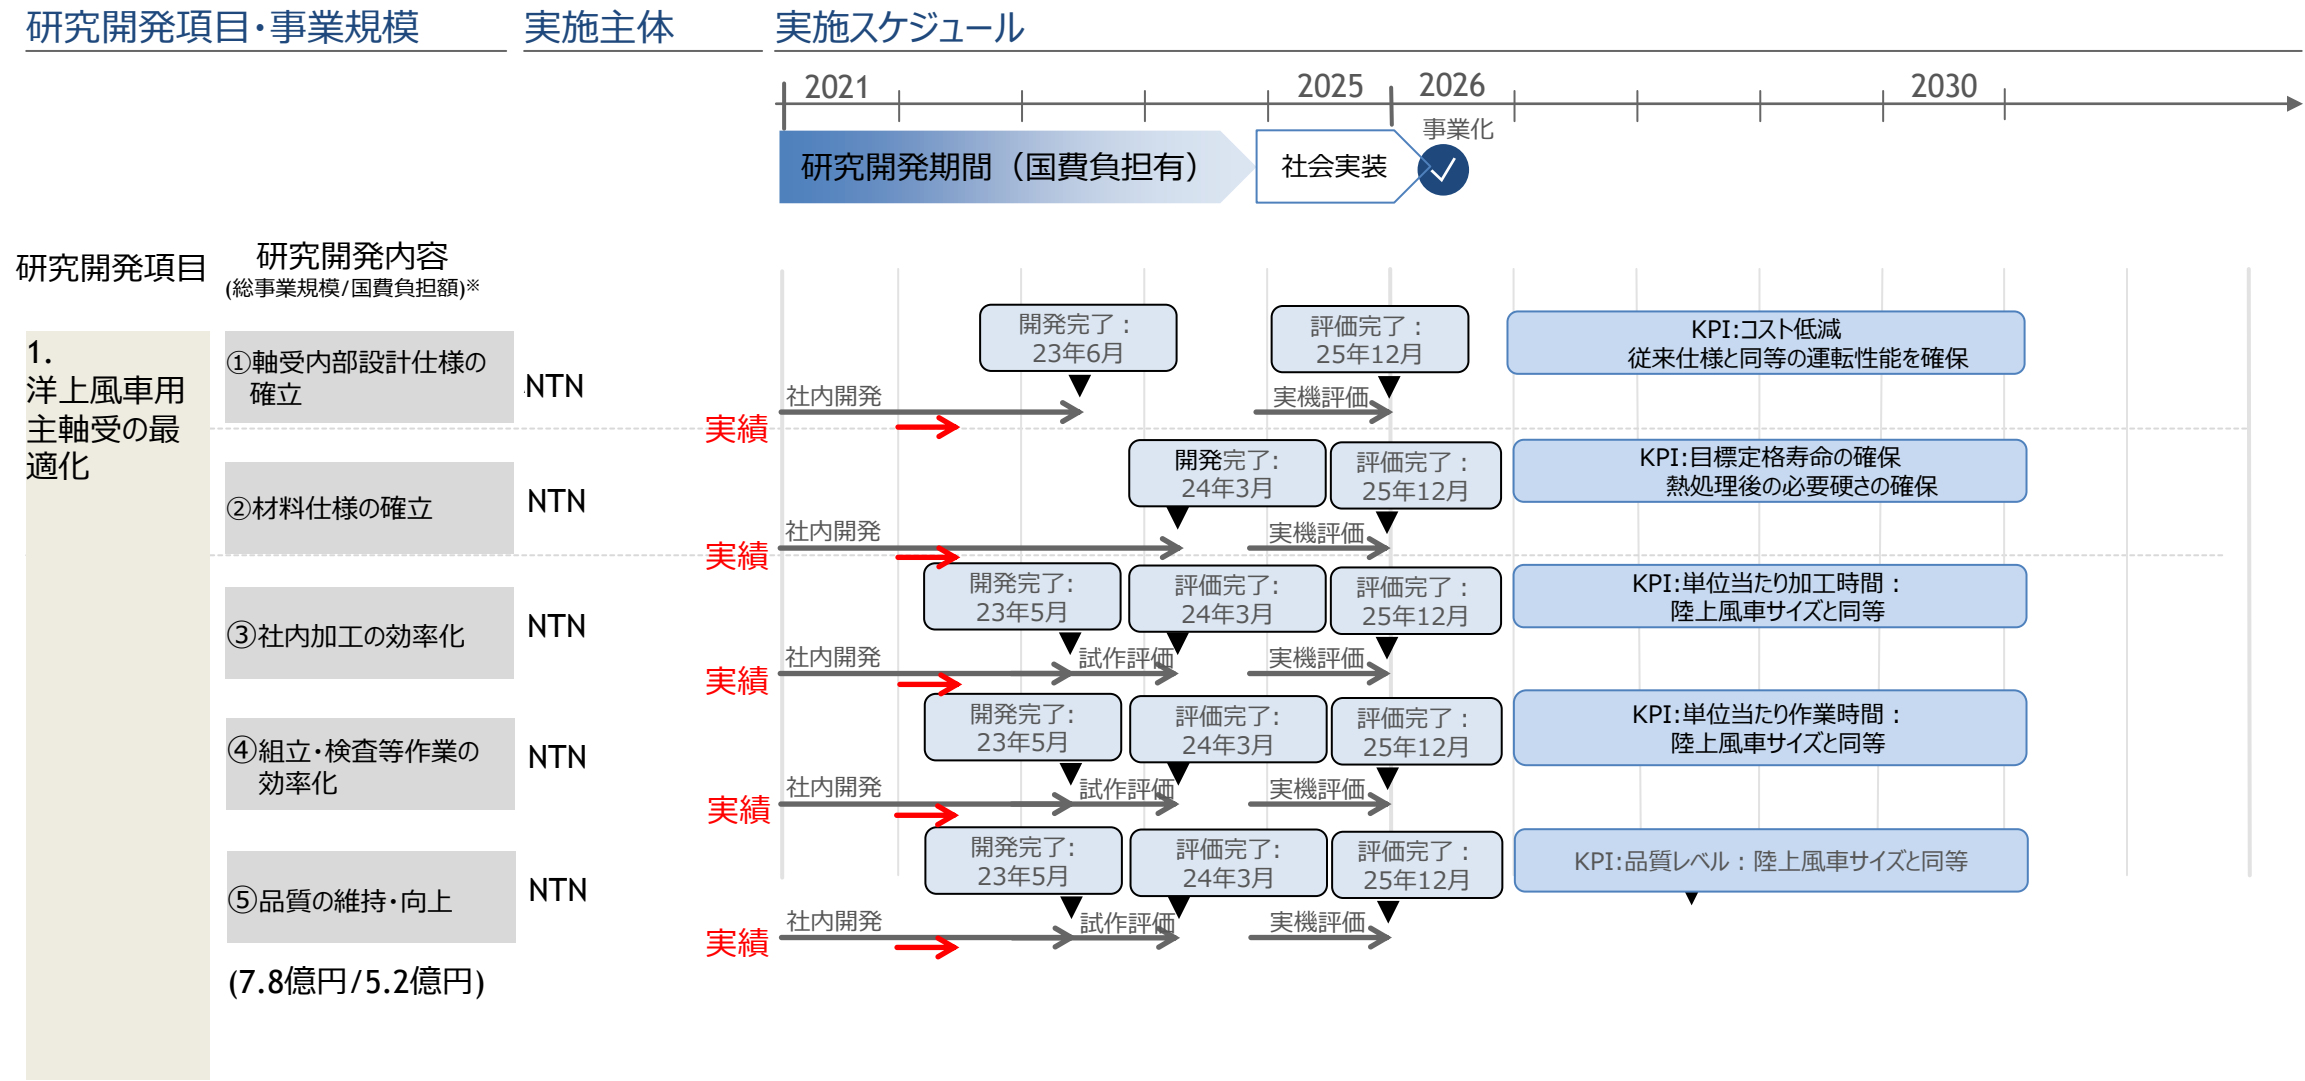 研究開発項目・事業規模
実施主体
実施スケジュール
2021
2025
2026
2030
事業化
研究開発期間（国費負担有）
社会実装
研究開発項目
研究開発内容
(総事業規模/国費負担額)※
1.
洋上風車用
主軸受の最
適化
①軸受内部設計仕様の
確立
NTN
実績
社内開発
開発完了：
23年6月
実機評価
評価完了：
25年12月
KPI:コスト低減
従来仕様と同等の運転性能を確保
②材料仕様の確立
NTN
実績
社内開発
開発完了:
24年3月
実機評価
評価完了：
25年12月
KPI:目標定格寿命の確保
熱処理後の必要硬さの確保
③社内加工の効率化
NTN
実績
社内開発
開発完了:
23年5月
試作評価
評価完了:
24年3月
実機評価
評価完了：
25年12月
KPI:単位当たり加工時間：
陸上風車サイズと同等
④組立・検査等作業の
効率化
NTN
実績
社内開発
開発完了:
23年5月
試作評価
評価完了:
24年3月
実機評価
評価完了：
25年12月
KPI:単位当たり作業時間：
陸上風車サイズと同等
⑤品質の維持・向上
NTN
実績
社内開発
開発完了:
23年5月
試作評価
評価完了:
24年3月
実機評価
評価完了：
25年12月
KPI:品質レベル：陸上風車サイズと同等
(7.8億円/5.2億円)